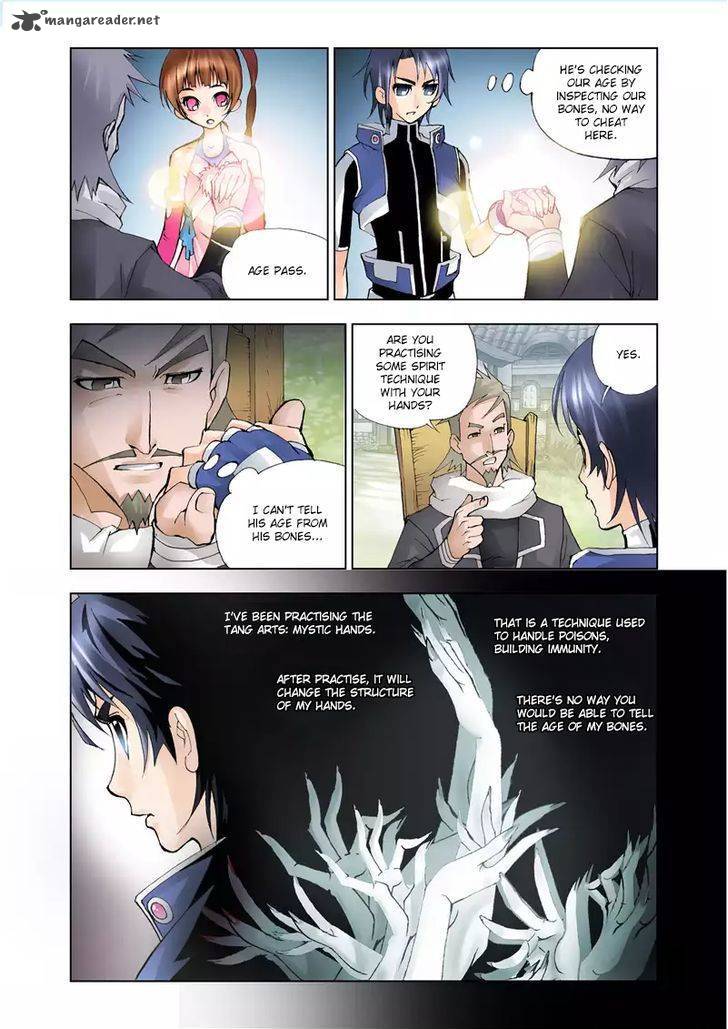 mangareader.net
HE'S CHECKING
OUR AGE BY
INSPECTING OUR
BONES, NO WAY
TO CHEAT
HERE.
AGE PASS.
ARE YOU
PRACTISING
SOME SPIRIT
TECHNIQUE
WITH YOUR
HANDS?
YES.
I CAN'T TELL
HIS AGE FROM
HIS BONES...
I'VE BEEN PRACTISING THE
TANG ARTS: MYSTIC HANDS.
THAT IS A TECHNIQUE USED
TO HANDLE POISONS,
BUILDING IMMUNITY.
AFTER PRACTISE, IT WILL
CHANGE THE STRUCTURE
OF MY HANDS.
THERE'S NO WAY YOU
WOULD BE ABLE TO TELL
THE AGE OF MY BONES.